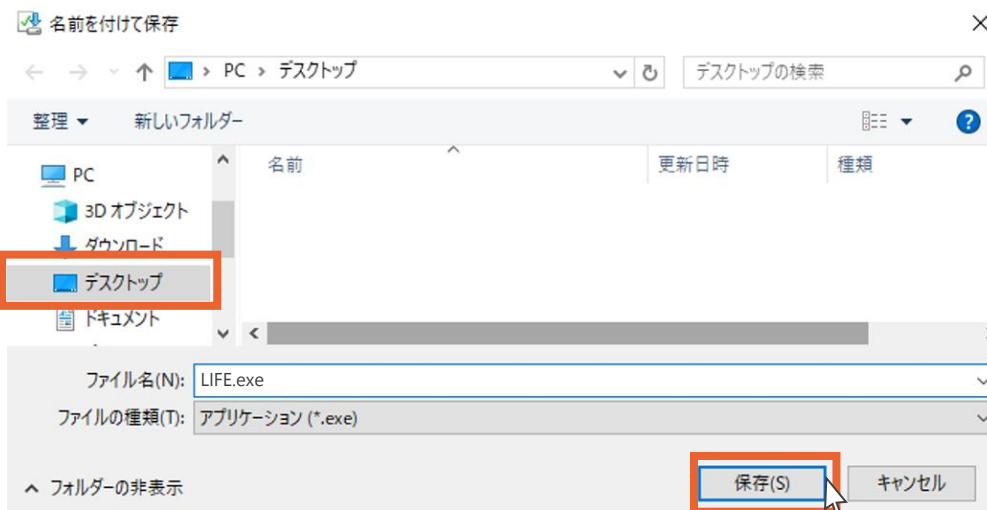 名前を付けて保存
PC › デスクトップ デスクトップの検索
整理 新しいフォルダー
名前 更新日時 種類
PC
3D オブジェクト
ダウンロード
デスクトップ
ドキュメント
ファイル名(N): LIFE.exe
ファイルの種類(T): アプリケーション (*.exe)
フォルダーの非表示 保存(S) キャンセル